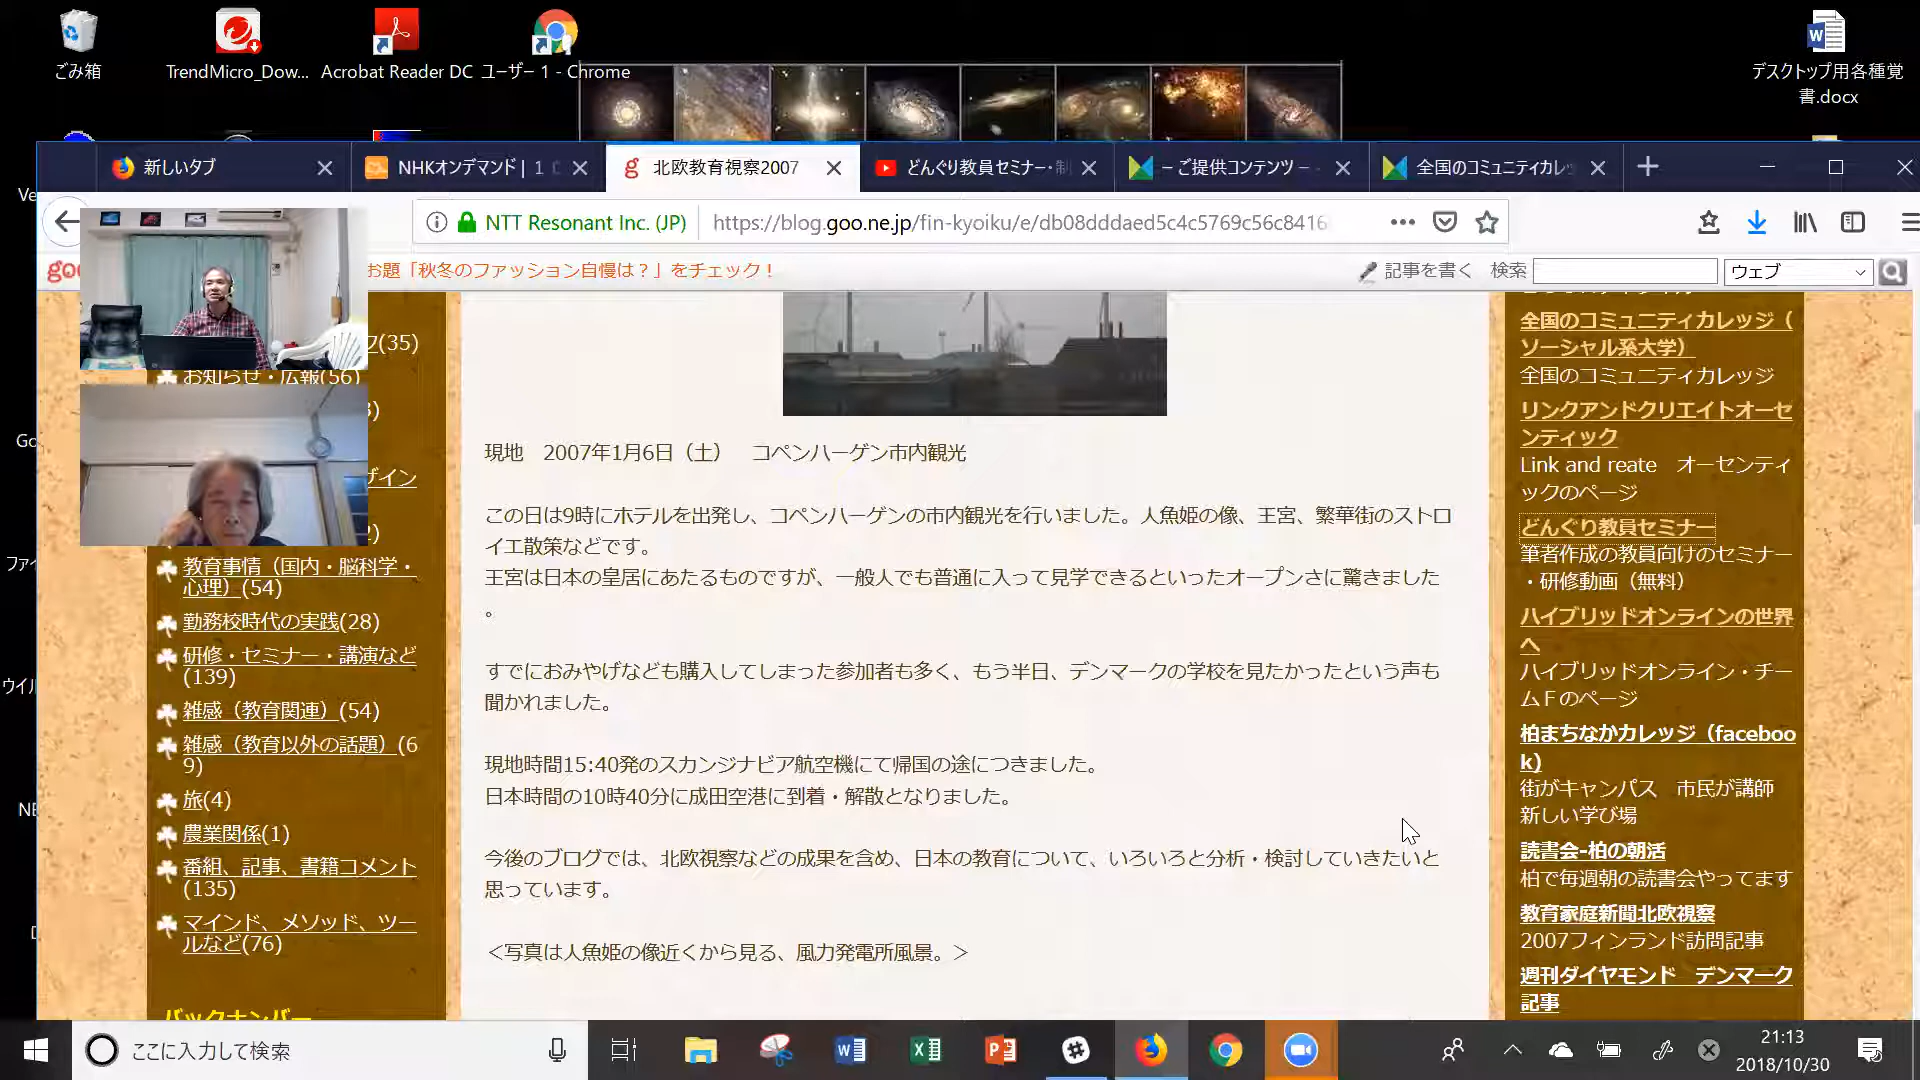 ごみ箱
TrendMicro_Dow...
Acrobat Reader DC
ユーザー 1 - Chrome
デスクトップ用各種覚
書.docx
新しいタブ
NHKオンデマンド | 1
北欧教育視察2007
どんぐり教員セミナー・制
－ご提供コンテンツ－
全国のコミュニティカレッ
NTT Resonant Inc. (JP)
https://blog.goo.ne.jp/fin-kyoiku/e/db08dddaed5c4c5769c56c8416
お題「秋冬のファッション自慢は？」をチェック！
記事を書く
検索
ウェブ
(35)
お知らせ・広報(56)
ザイン
教育事情（国内・脳科学・
心理）(54)
勤務校時代の実践(28)
研修・セミナー・講演など
(139)
雑感（教育関連）(54)
雑感（教育以外の話題）(6
9)
旅(4)
農業関係(1)
番組、記事、書籍コメント
(135)
マインド、メソッド、ツー
ルなど(76)
バックナンバー
現地　2007年1月6日（土）　コペンハーゲン市内観光
この日は9時にホテルを出発し、コペンハーゲンの市内観光を行いました。人魚姫の像、王宮、繁華街のストロ
イエ散策などです。
王宮は日本の皇居にあたるものですが、一般人でも普通に入って見学できるといったオープンさに驚きました
。
すでにおみやげなども購入してしまった参加者も多く、もう半日、デンマークの学校を見たかったという声も
聞かれました。
現地時間15:40発のスカンジナビア航空機にて帰国の途につきました。
日本時間の10時40分に成田空港に到着・解散となりました。
今後のブログでは、北欧視察などの成果を含め、日本の教育について、いろいろと分析・検討していきたいと
思っています。
＜写真は人魚姫の像近くから見る、風力発電所風景。＞
全国のコミュニティカレッジ（
ソーシャル系大学）
全国のコミュニティカレッジ
リンクアンドクリエイトオーセ
ンティック
Link and reate　オーセンティ
ックのページ
どんぐり教員セミナー
筆者作成の教員向けのセミナー
・研修動画（無料）
ハイブリッドオンラインの世界
へ
ハイブリッドオンライン・チー
ムＦのページ
柏まちなかカレッジ（faceboo
k）
街がキャンパス　市民が講師
新しい学び場
読書会-柏の朝活
柏で毎週朝の読書会やってます
教育家庭新聞北欧視察
2007フィンランド訪問記事
週刊ダイヤモンド　デンマーク
記事
ここに入力して検索
21:13
2018/10/30